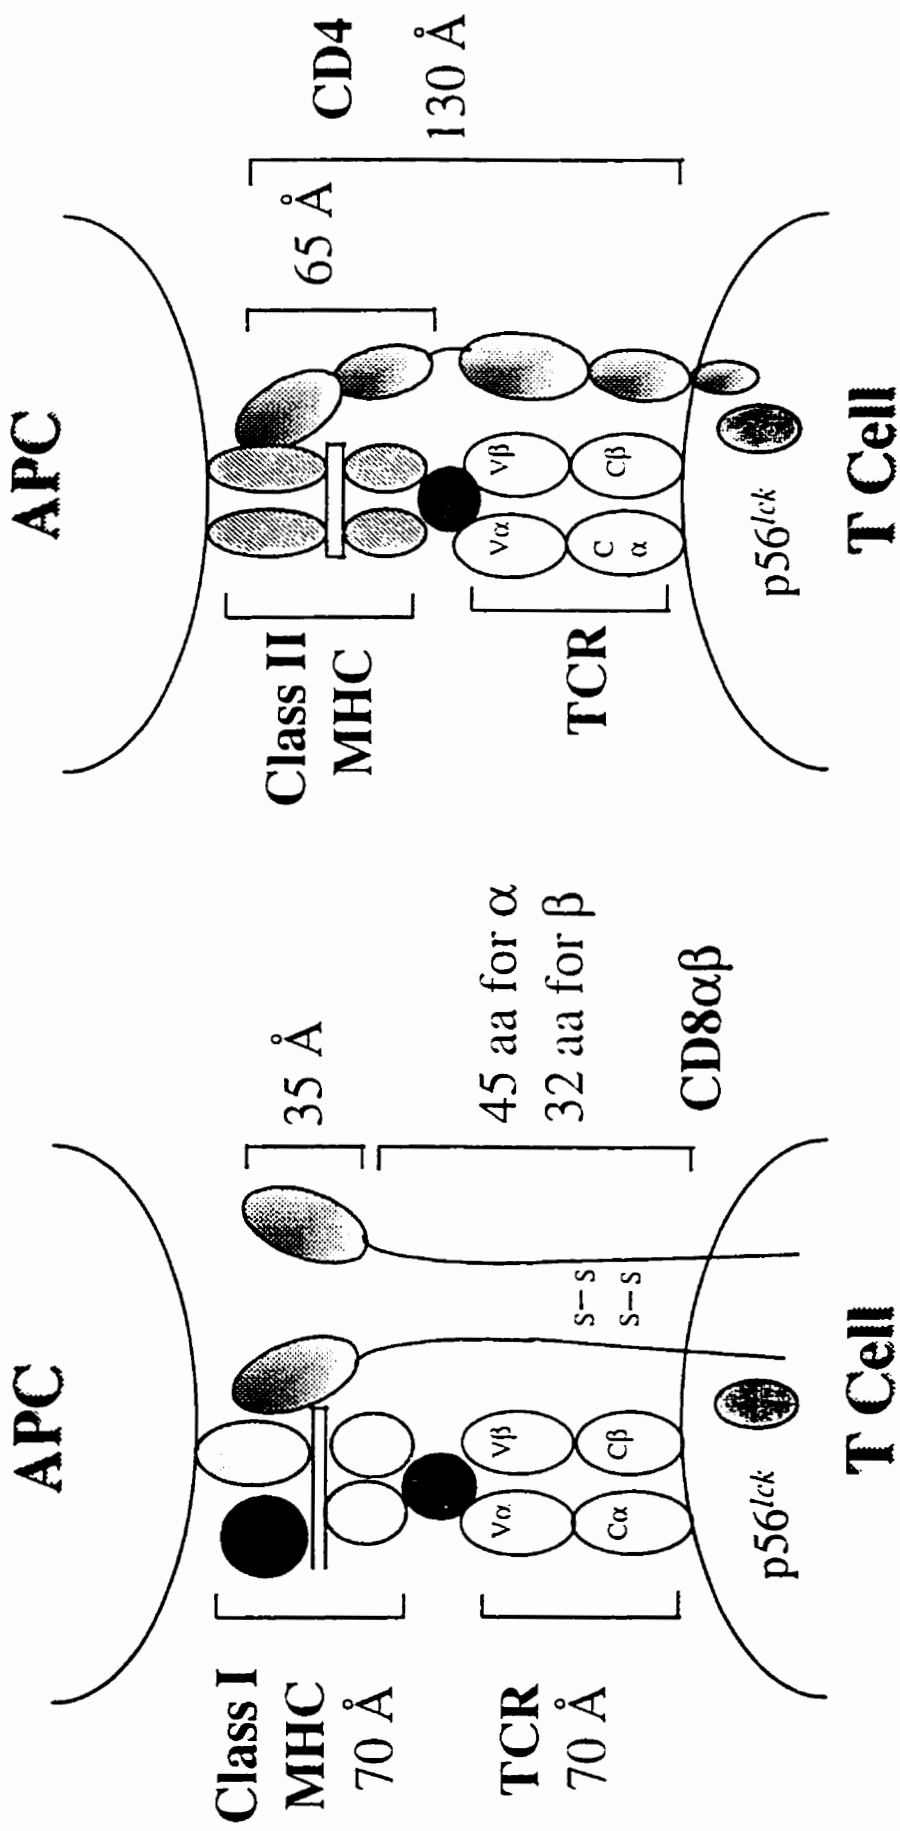 APC
Class I
MHC
70 Å
35 Å
45 aa for α
32 aa for β
TCR
70 Å
Vα
Vβ
Cα
Cβ
s–s
s–s
CD8αβ
p56lck
T Cell
APC
Class II
MHC
65 Å
CD4
130 Å
TCR
Vα
Vβ
C
α
Cβ
p56lck
T Cell